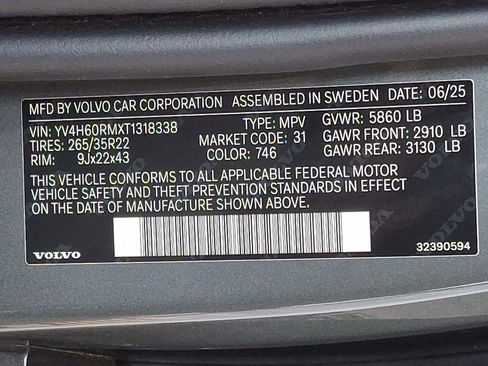 MFD BY VOLVO CAR CORPORATION ASSEMBLED IN SWEDEN DATE: 06/25
VIN: YV4H60RMXT1318338 TYPE: MPV GVWR: 5860 LB
TIRES: 265/35R22 MARKET CODE: 31 GAWR FRONT: 2910 LB
RIM: 9Jx22x43 COLOR: 746 GAWR REAR: 3130 LB
THIS VEHICLE CONFORMS TO ALL APPLICABLE FEDERAL MOTOR
VEHICLE SAFETY AND THEFT PREVENTION STANDARDS IN EFFECT
ON THE DATE OF MANUFACTURE SHOWN ABOVE.
VOLVO 32390594